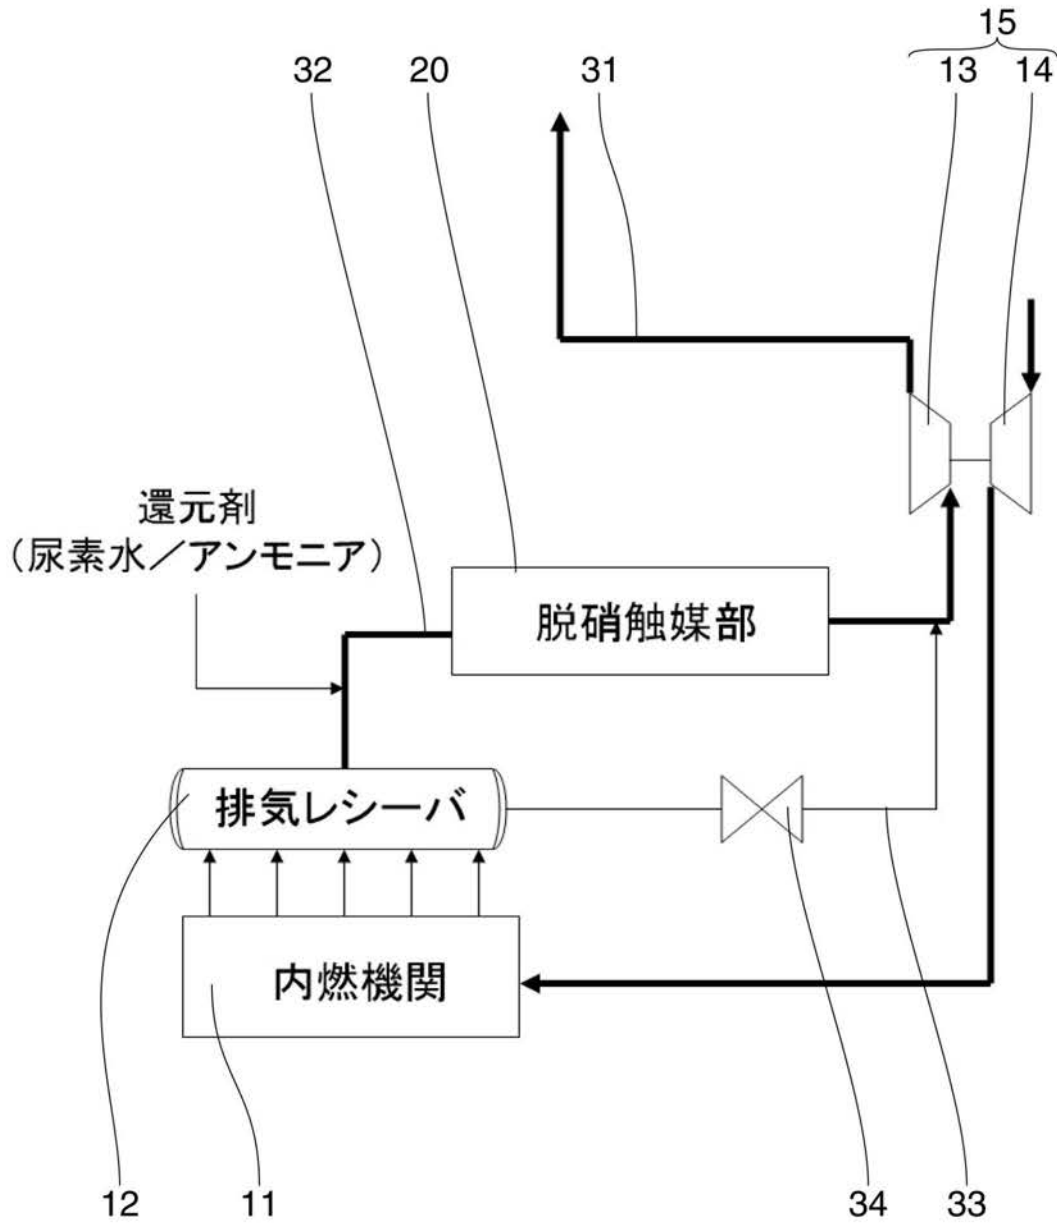 15
32 20 31 13 14
還元剤
（尿素水／アンモニア）
脱硝触媒部
排気レシーバ
内燃機関
12 11 34 33